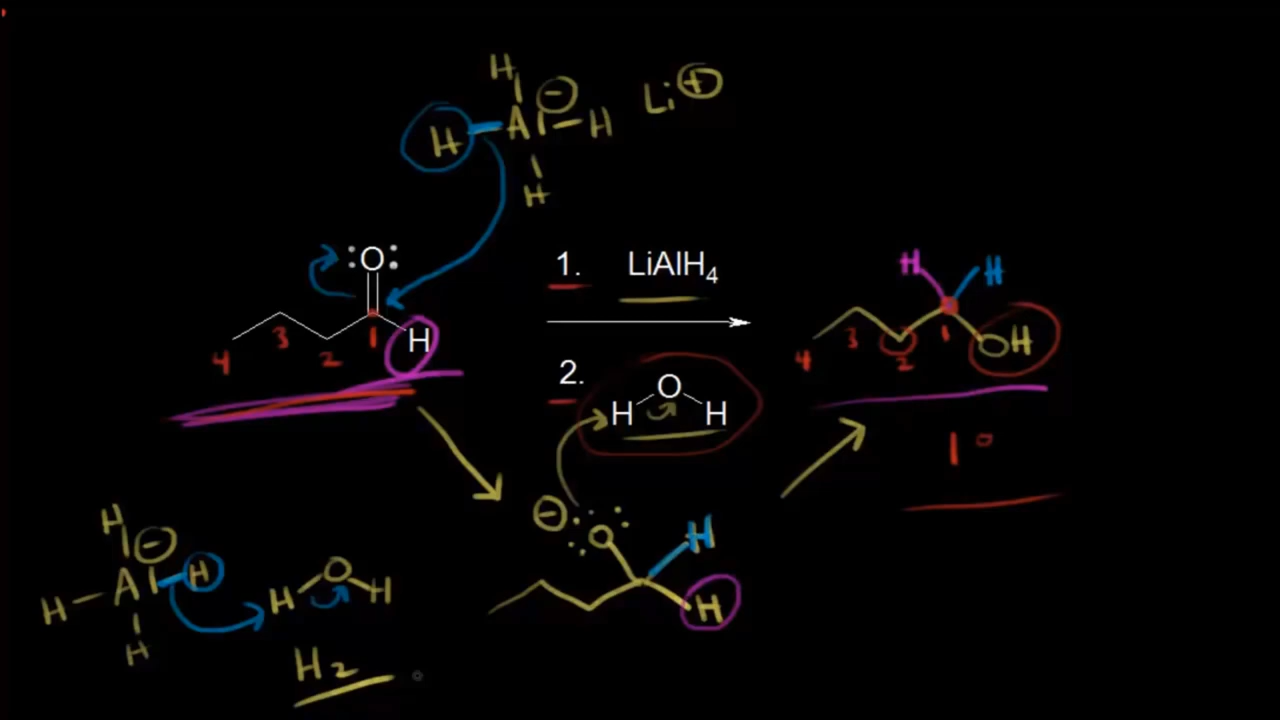 H
H Al ⊖ H Li ⊕
H
:O:
4 3 2 1 H
1. LiAlH₄
2. H O H
H H
4 3 2 1 OH
1°
⊖ :O: H
H
H
H Al ⊖ H
H
H O H
H₂